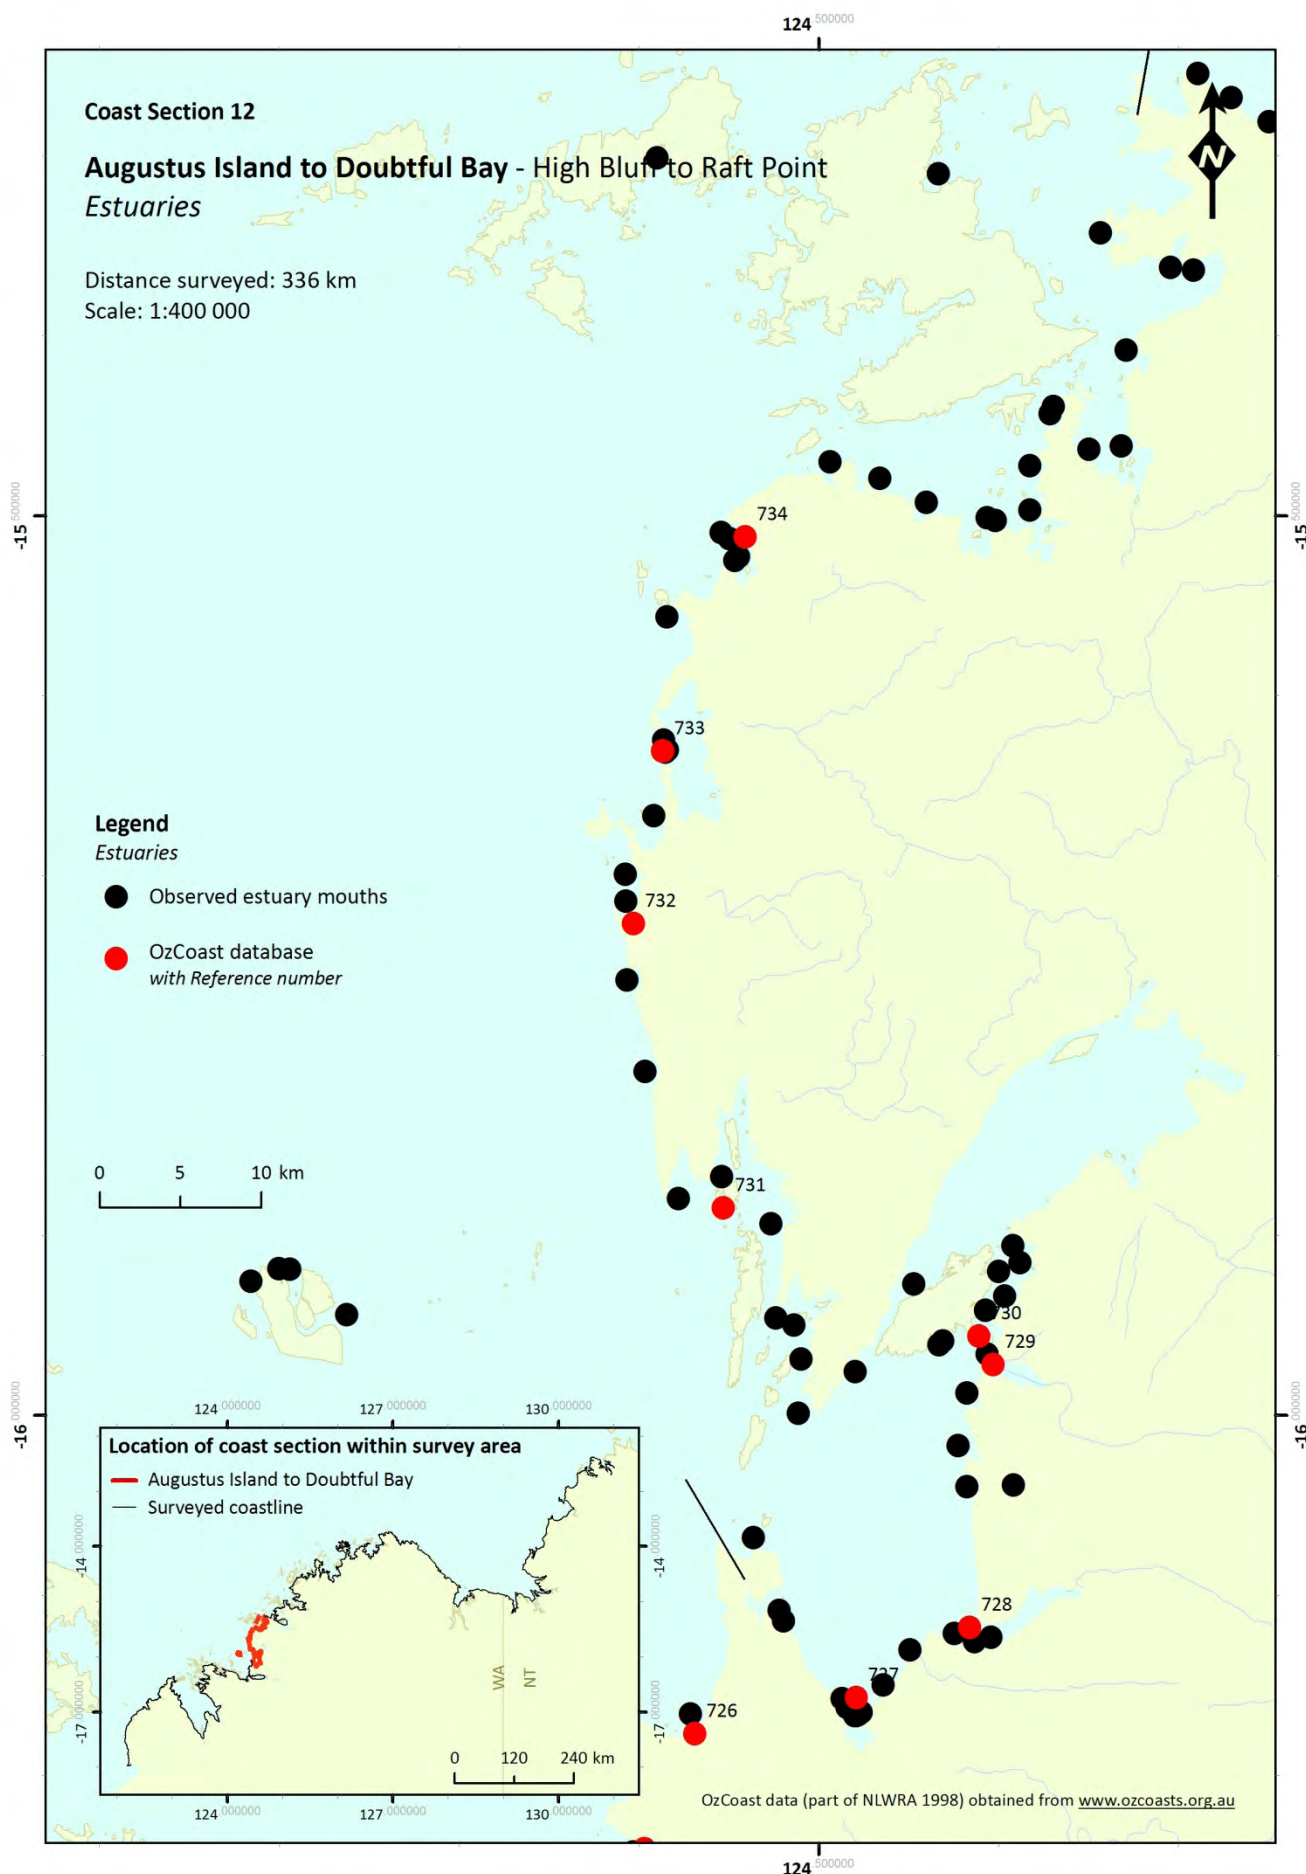 124.500000
Coast Section 12
Augustus Island to Doubtful Bay - High Bluff to Raft Point
Estuaries
Distance surveyed: 336 km
Scale: 1:400 000
N
-15.500000
-15.500000
734
733
Legend
Estuaries
Observed estuary mouths
OzCoast database
with Reference number
732
0 5 10 km
731
730
729
-16.000000
-16.000000
124.000000 127.000000 130.000000
Location of coast section within survey area
Augustus Island to Doubtful Bay
Surveyed coastline
-14.000000
-14.000000
WA
NT
-17.000000
-17.000000
0 120 240 km
124.000000 127.000000 130.000000
728
727
726
OzCoast data (part of NLWRA 1998) obtained from www.ozcoasts.org.au
124.500000